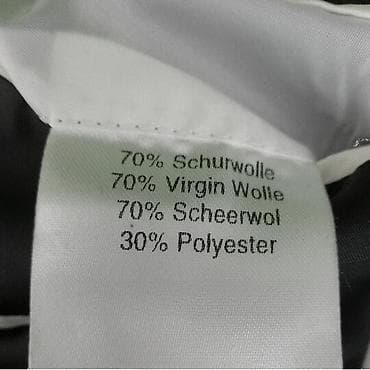 70% Schurwolle
70% Virgin Wolle
70% Scheerwol
30% Polyester